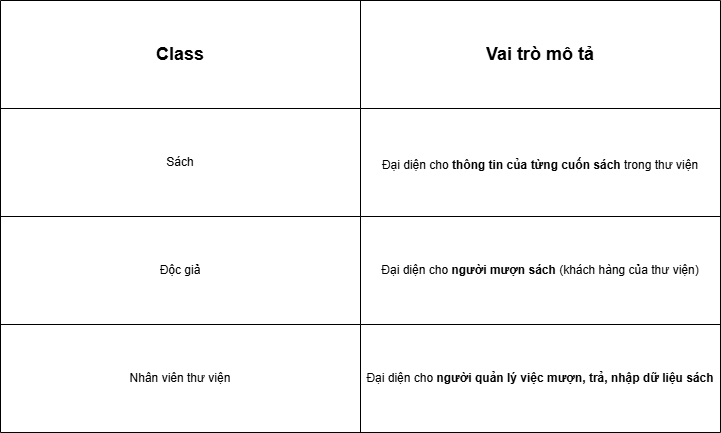 Class
Vai trò mô tả
Sách
Đại diện cho thông tin của từng cuốn sách trong thư viện
Độc giả
Đại diện cho người mượn sách (khách hàng của thư viện)
Nhân viên thư viện
Đại diện cho người quản lý việc mượn, trả, nhập dữ liệu sách